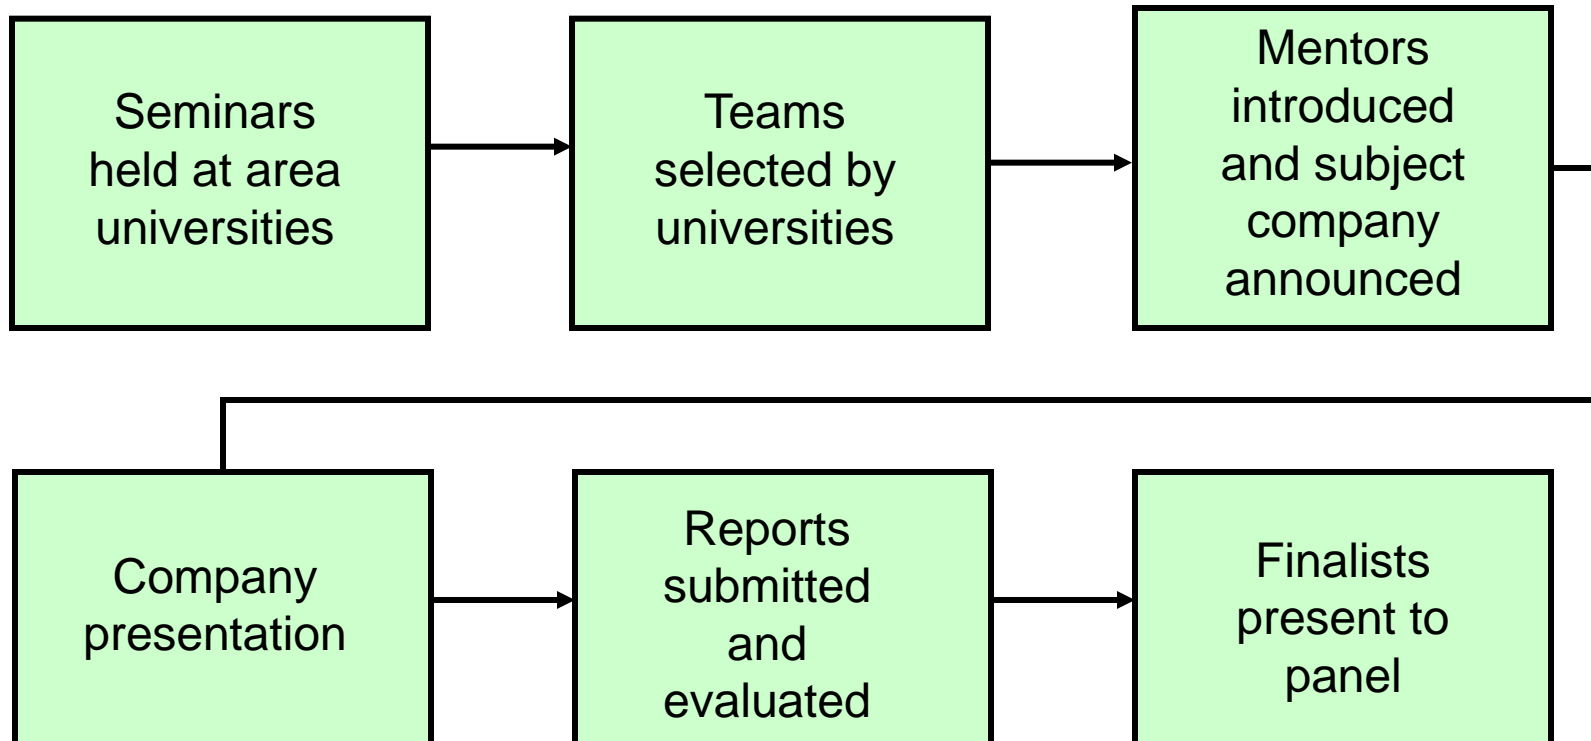 Seminars
held at area
universities
Teams
selected by
universities
Mentors
introduced
and subject
company
announced
Company
presentation
Reports
submitted
and
evaluated
Finalists
present to
panel